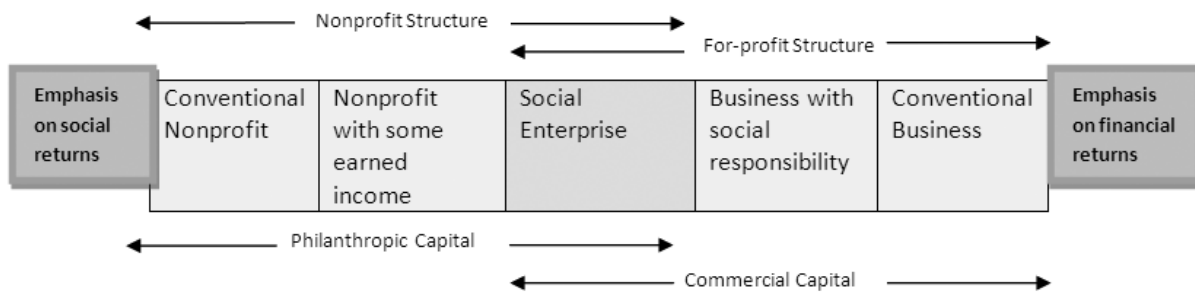 Nonprofit Structure
For-profit Structure
Emphasis
on social
returns
Conventional
Nonprofit
Nonprofit
with some
earned
income
Social
Enterprise
Business with
social
responsibility
Conventional
Business
Emphasis
on financial
returns
Philanthropic Capital
Commercial Capital